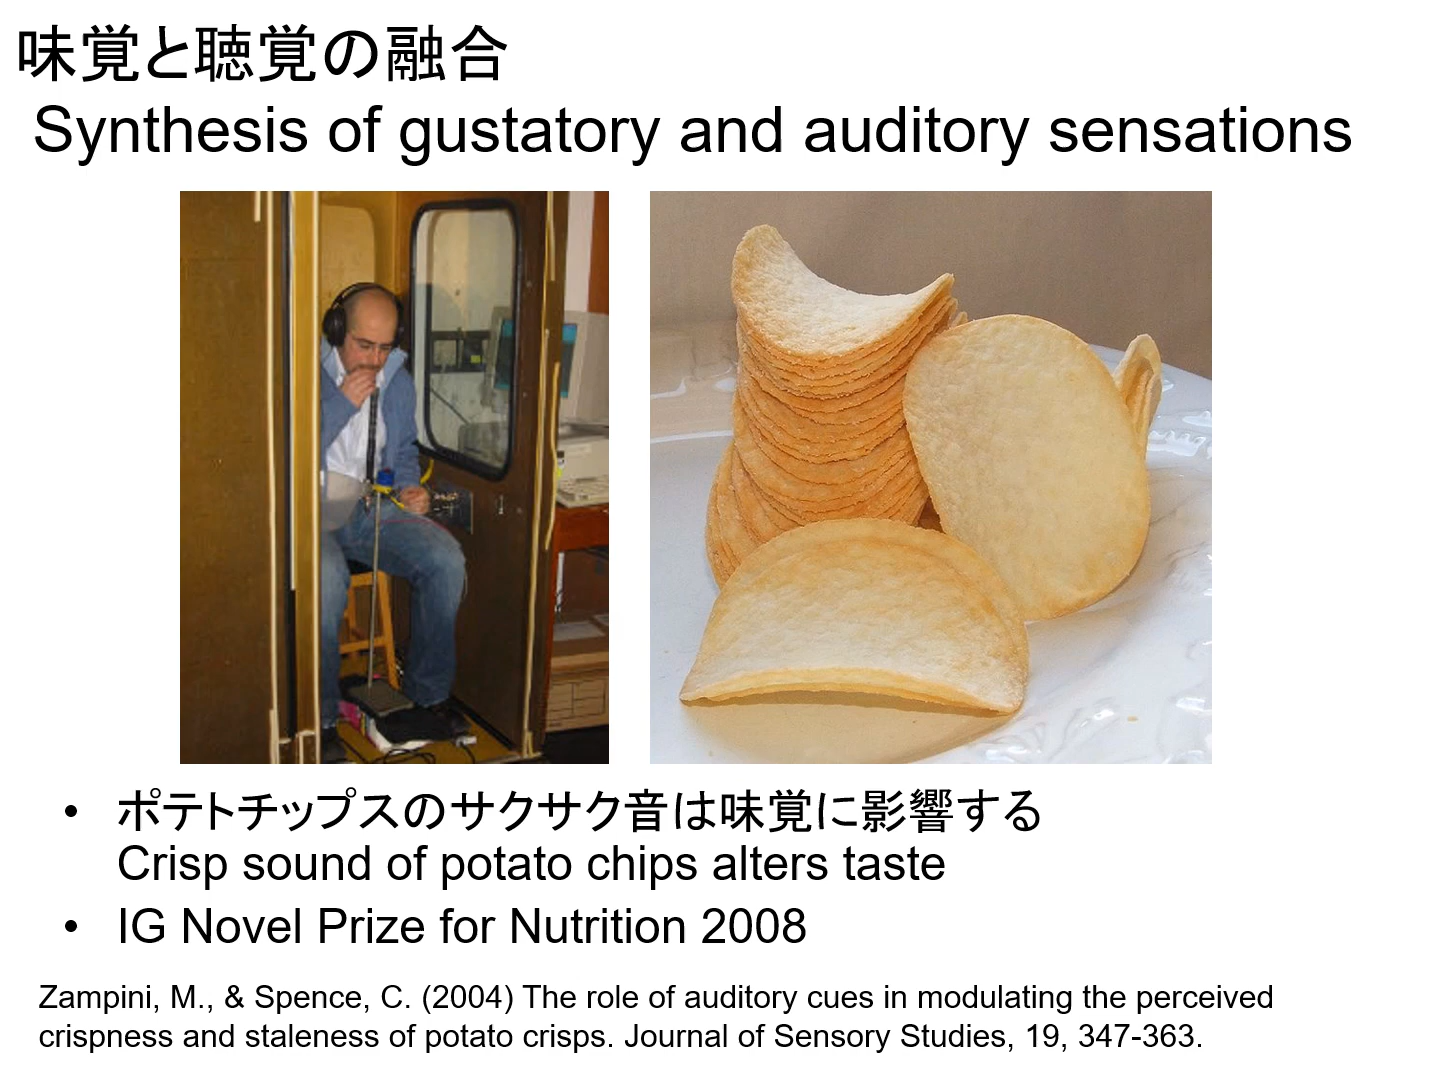 味覚と聴覚の融合
Synthesis of gustatory and auditory sensations
• ポテトチップスのサクサク音は味覚に影響する
Crisp sound of potato chips alters taste
• IG Novel Prize for Nutrition 2008
Zampini, M., & Spence, C. (2004) The role of auditory cues in modulating the perceived
crispness and staleness of potato crisps. Journal of Sensory Studies, 19, 347-363.